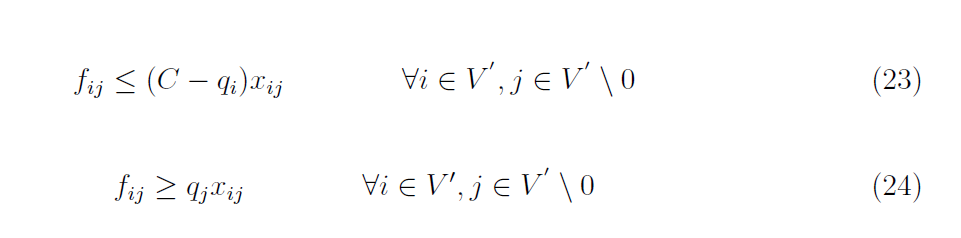 f_{ij} ≤ (C − q_i)x_{ij} ∀i ∈ V′, j ∈ V′ \ 0 (23)
f_{ij} ≥ q_j x_{ij} ∀i ∈ V′, j ∈ V′ \ 0 (24)